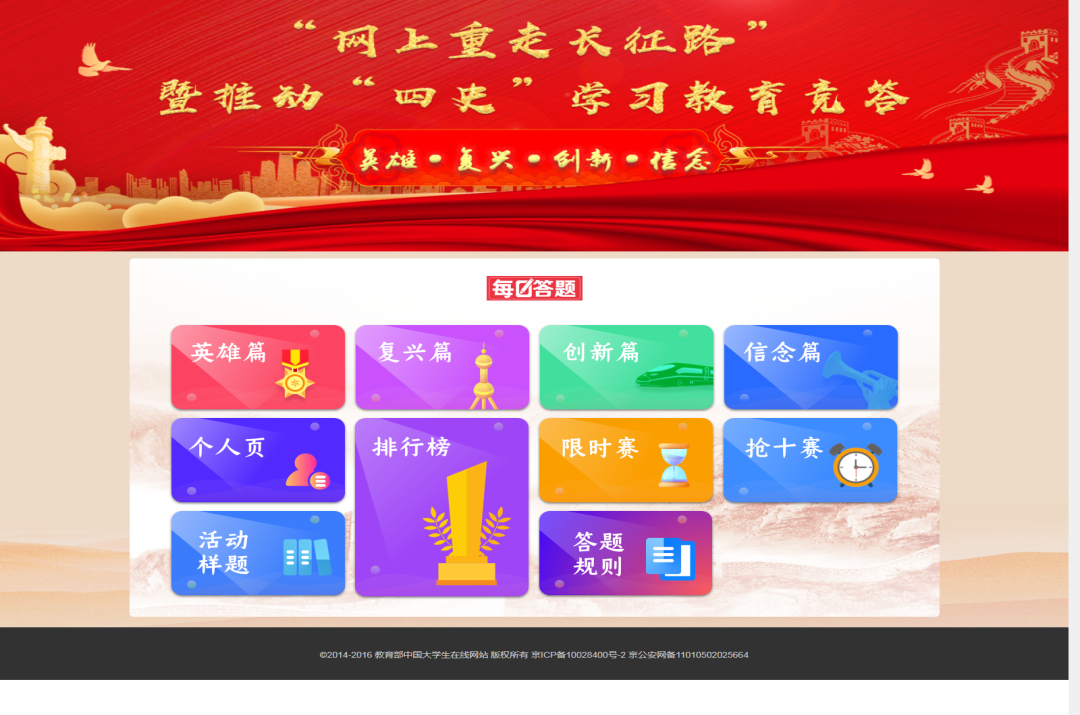 “网上重走长征路”
暨推动“四史”学习教育竞答
英雄·复兴·创新·信念
每日答题
英雄篇
复兴篇
创新篇
信念篇
个人页
排行榜
限时赛
抢十赛
活动
样题
答题
规则
©2014-2016 教育部中国大学生在线网站 版权所有 京ICP备10028400号-2 京公安网备11010502025664